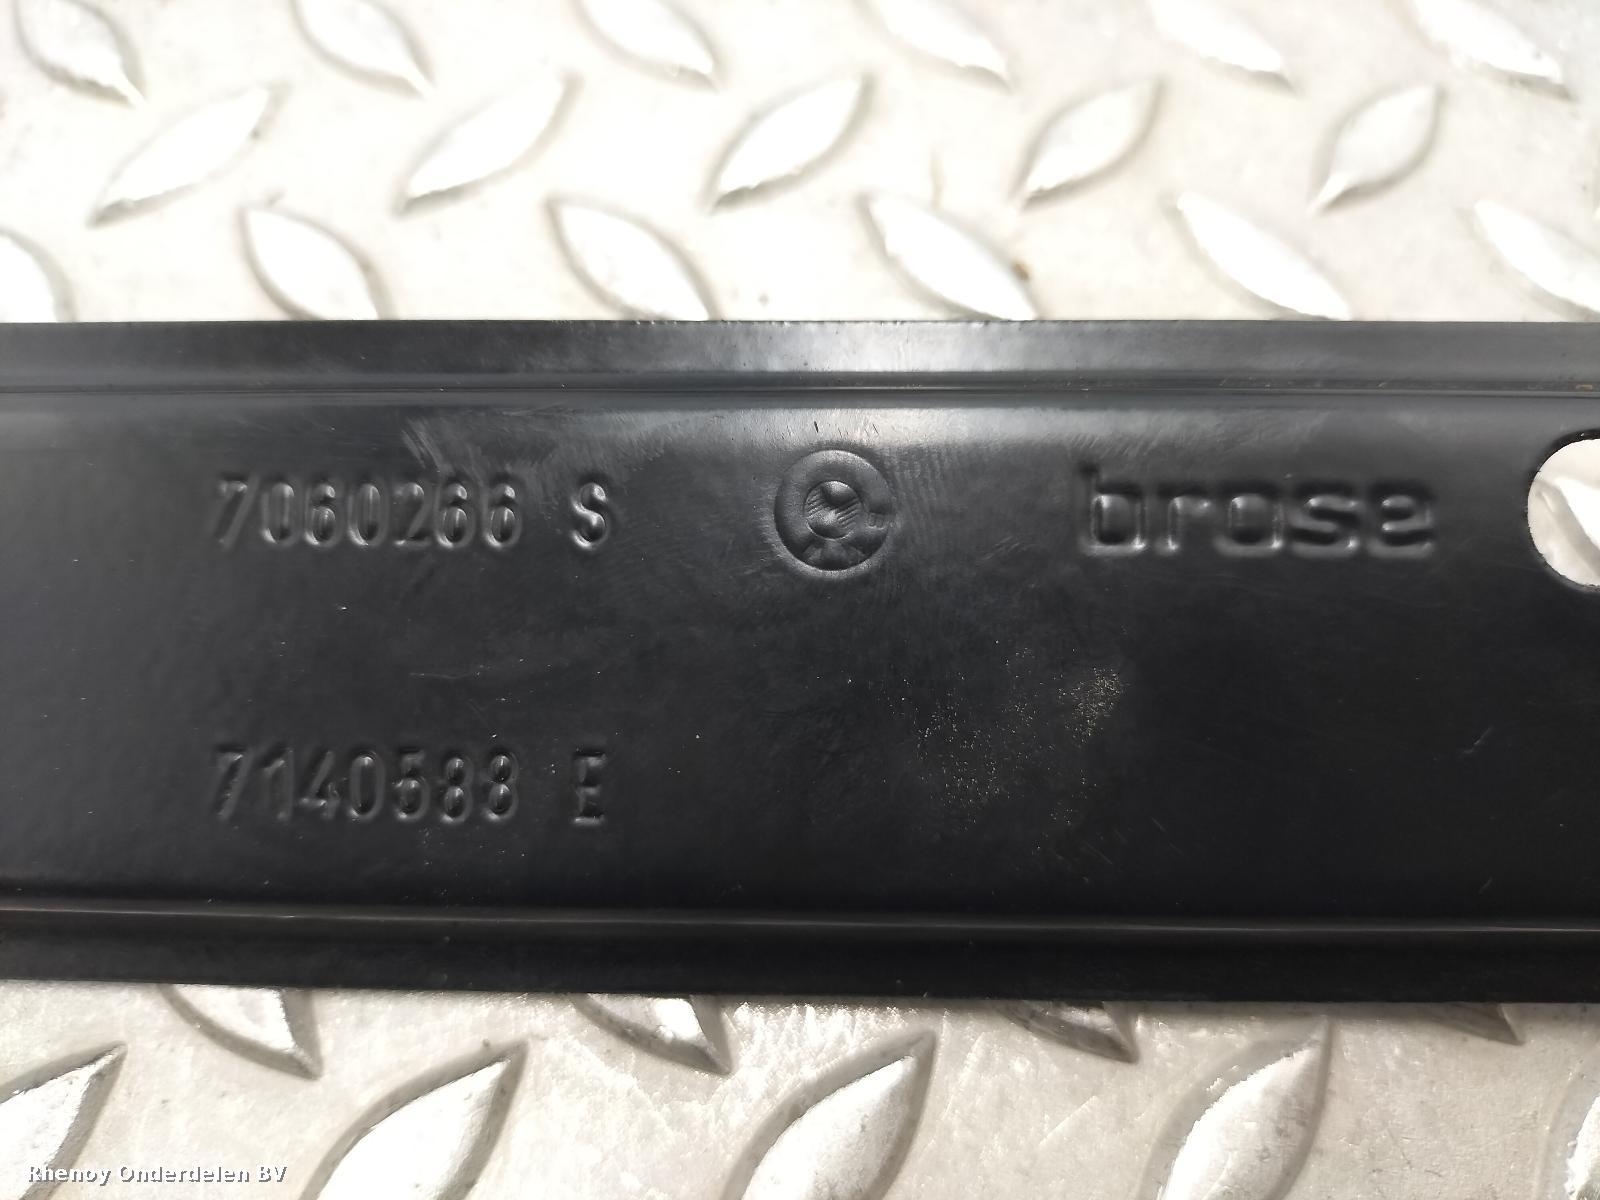 7060266 S
brose
7140588 E
Rhenoy Onderdelen BV